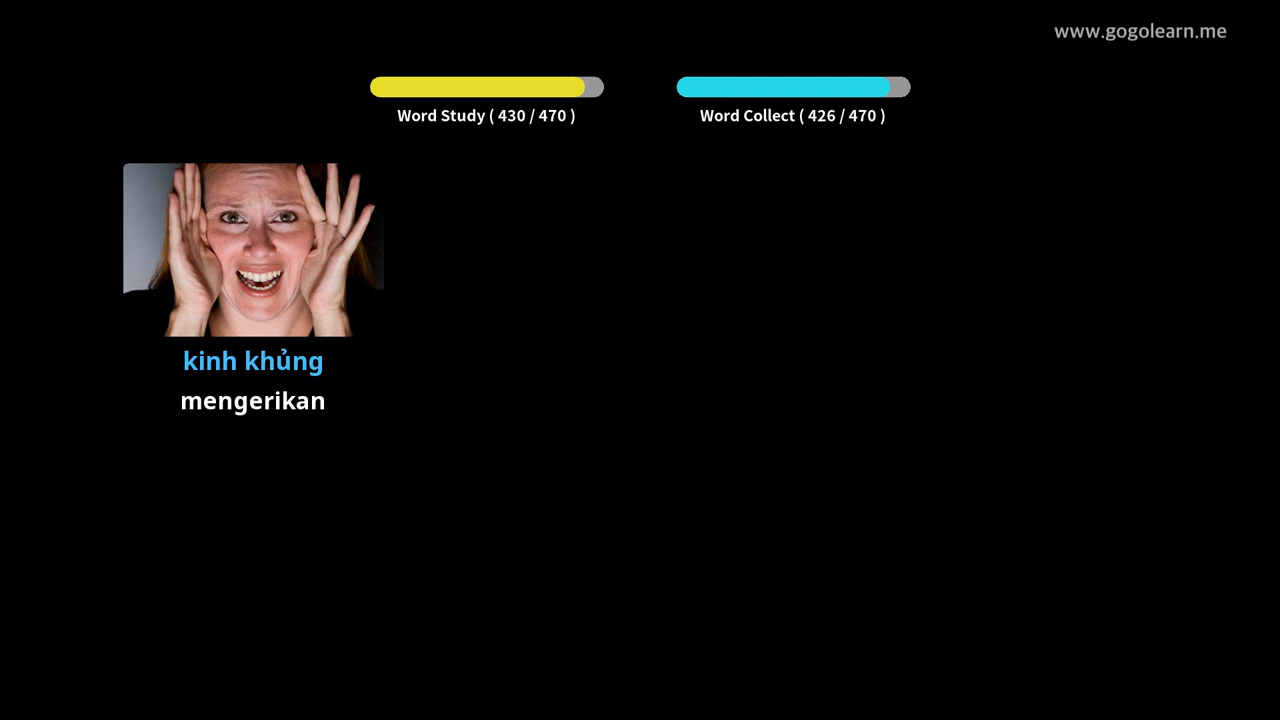 www.gogolearn.me
Word Study ( 430 / 470 )
Word Collect ( 426 / 470 )
kinh khủng
mengerikan